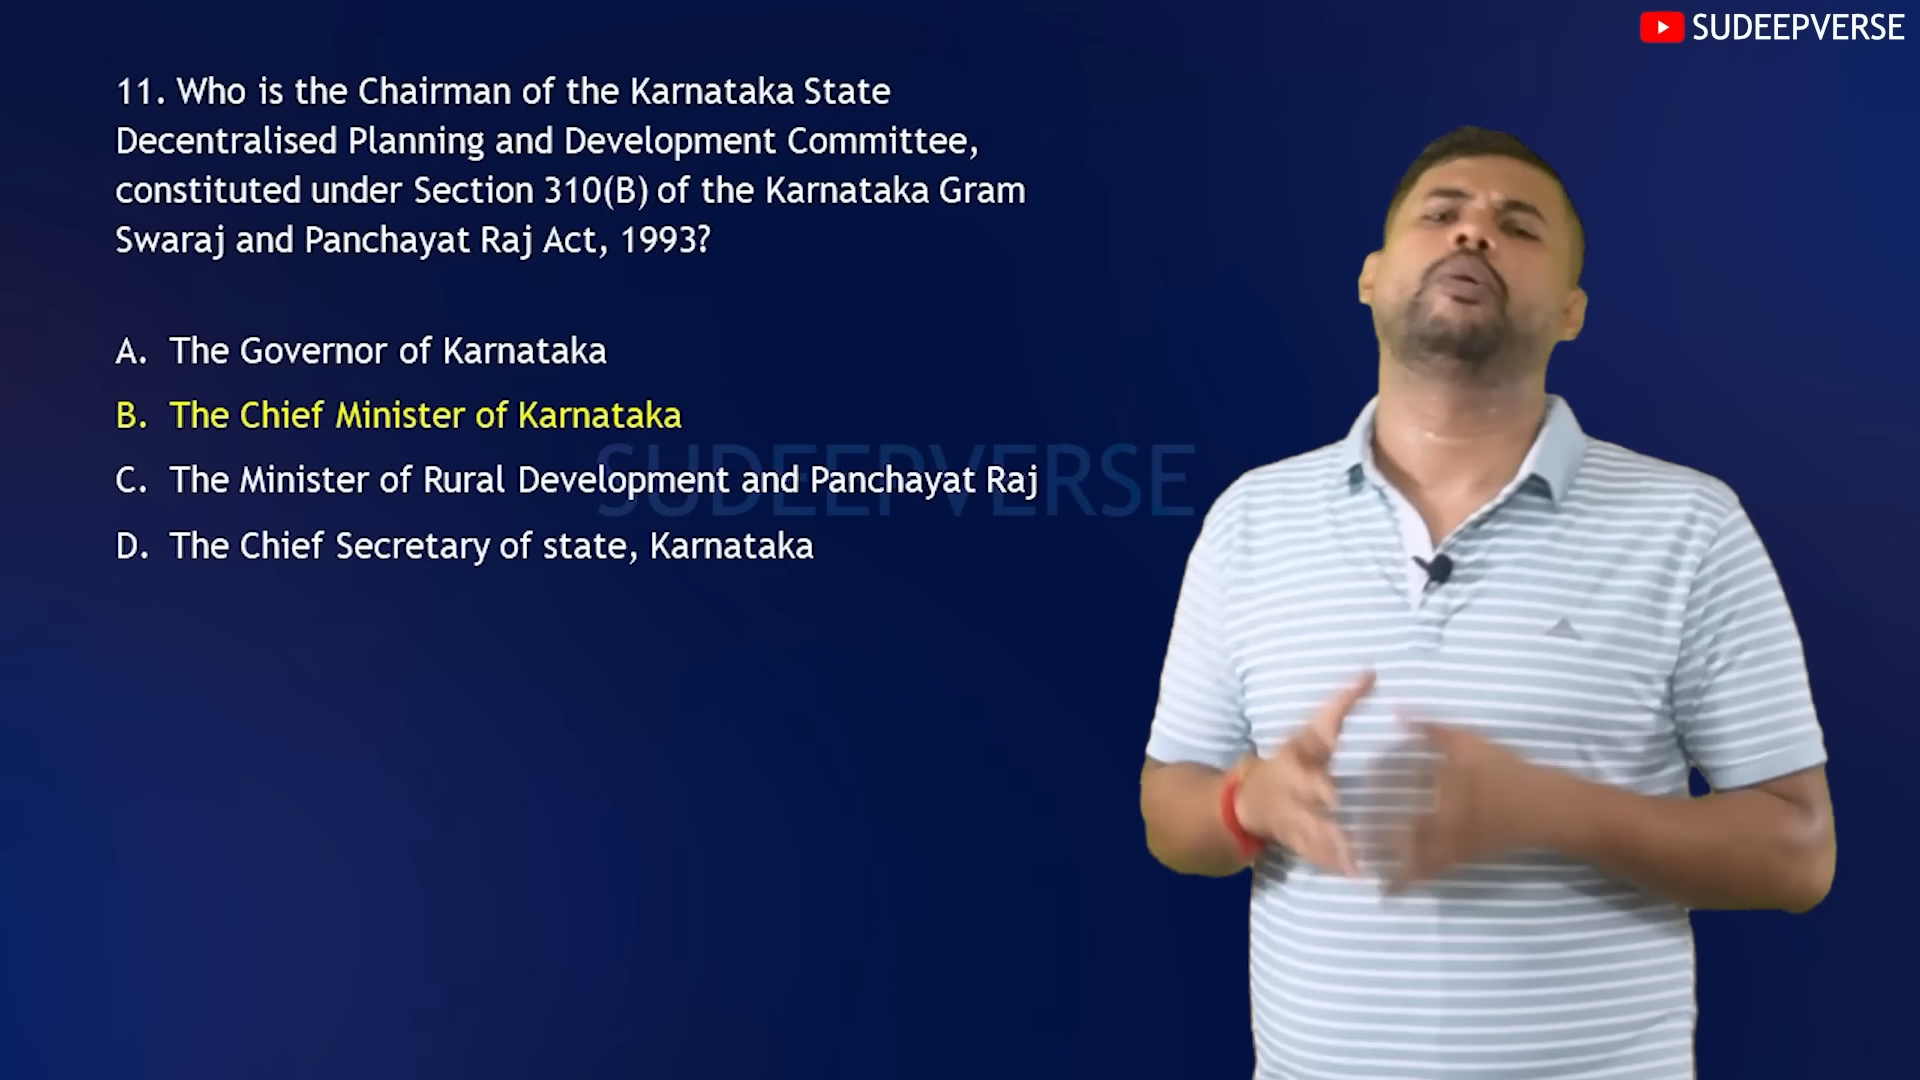 SUDEEPVERSE
11. Who is the Chairman of the Karnataka State
Decentralised Planning and Development Committee,
constituted under Section 310(B) of the Karnataka Gram
Swaraj and Panchayat Raj Act, 1993?
A. The Governor of Karnataka
B. The Chief Minister of Karnataka
C. The Minister of Rural Development and Panchayat Raj
D. The Chief Secretary of state, Karnataka
SUDEEPVERSE